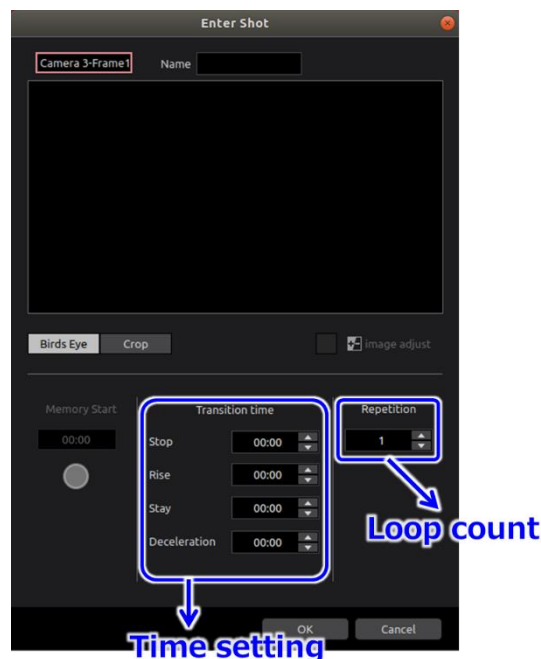 Enter Shot
Camera 3-Frame1 Name
Birds Eye Crop image adjust
Memory Start Transition time Repetition
00:00 Stop 00:00 1
Rise 00:00
Stay 00:00
Loop count
Deceleration 00:00
OK Cancel
Time setting